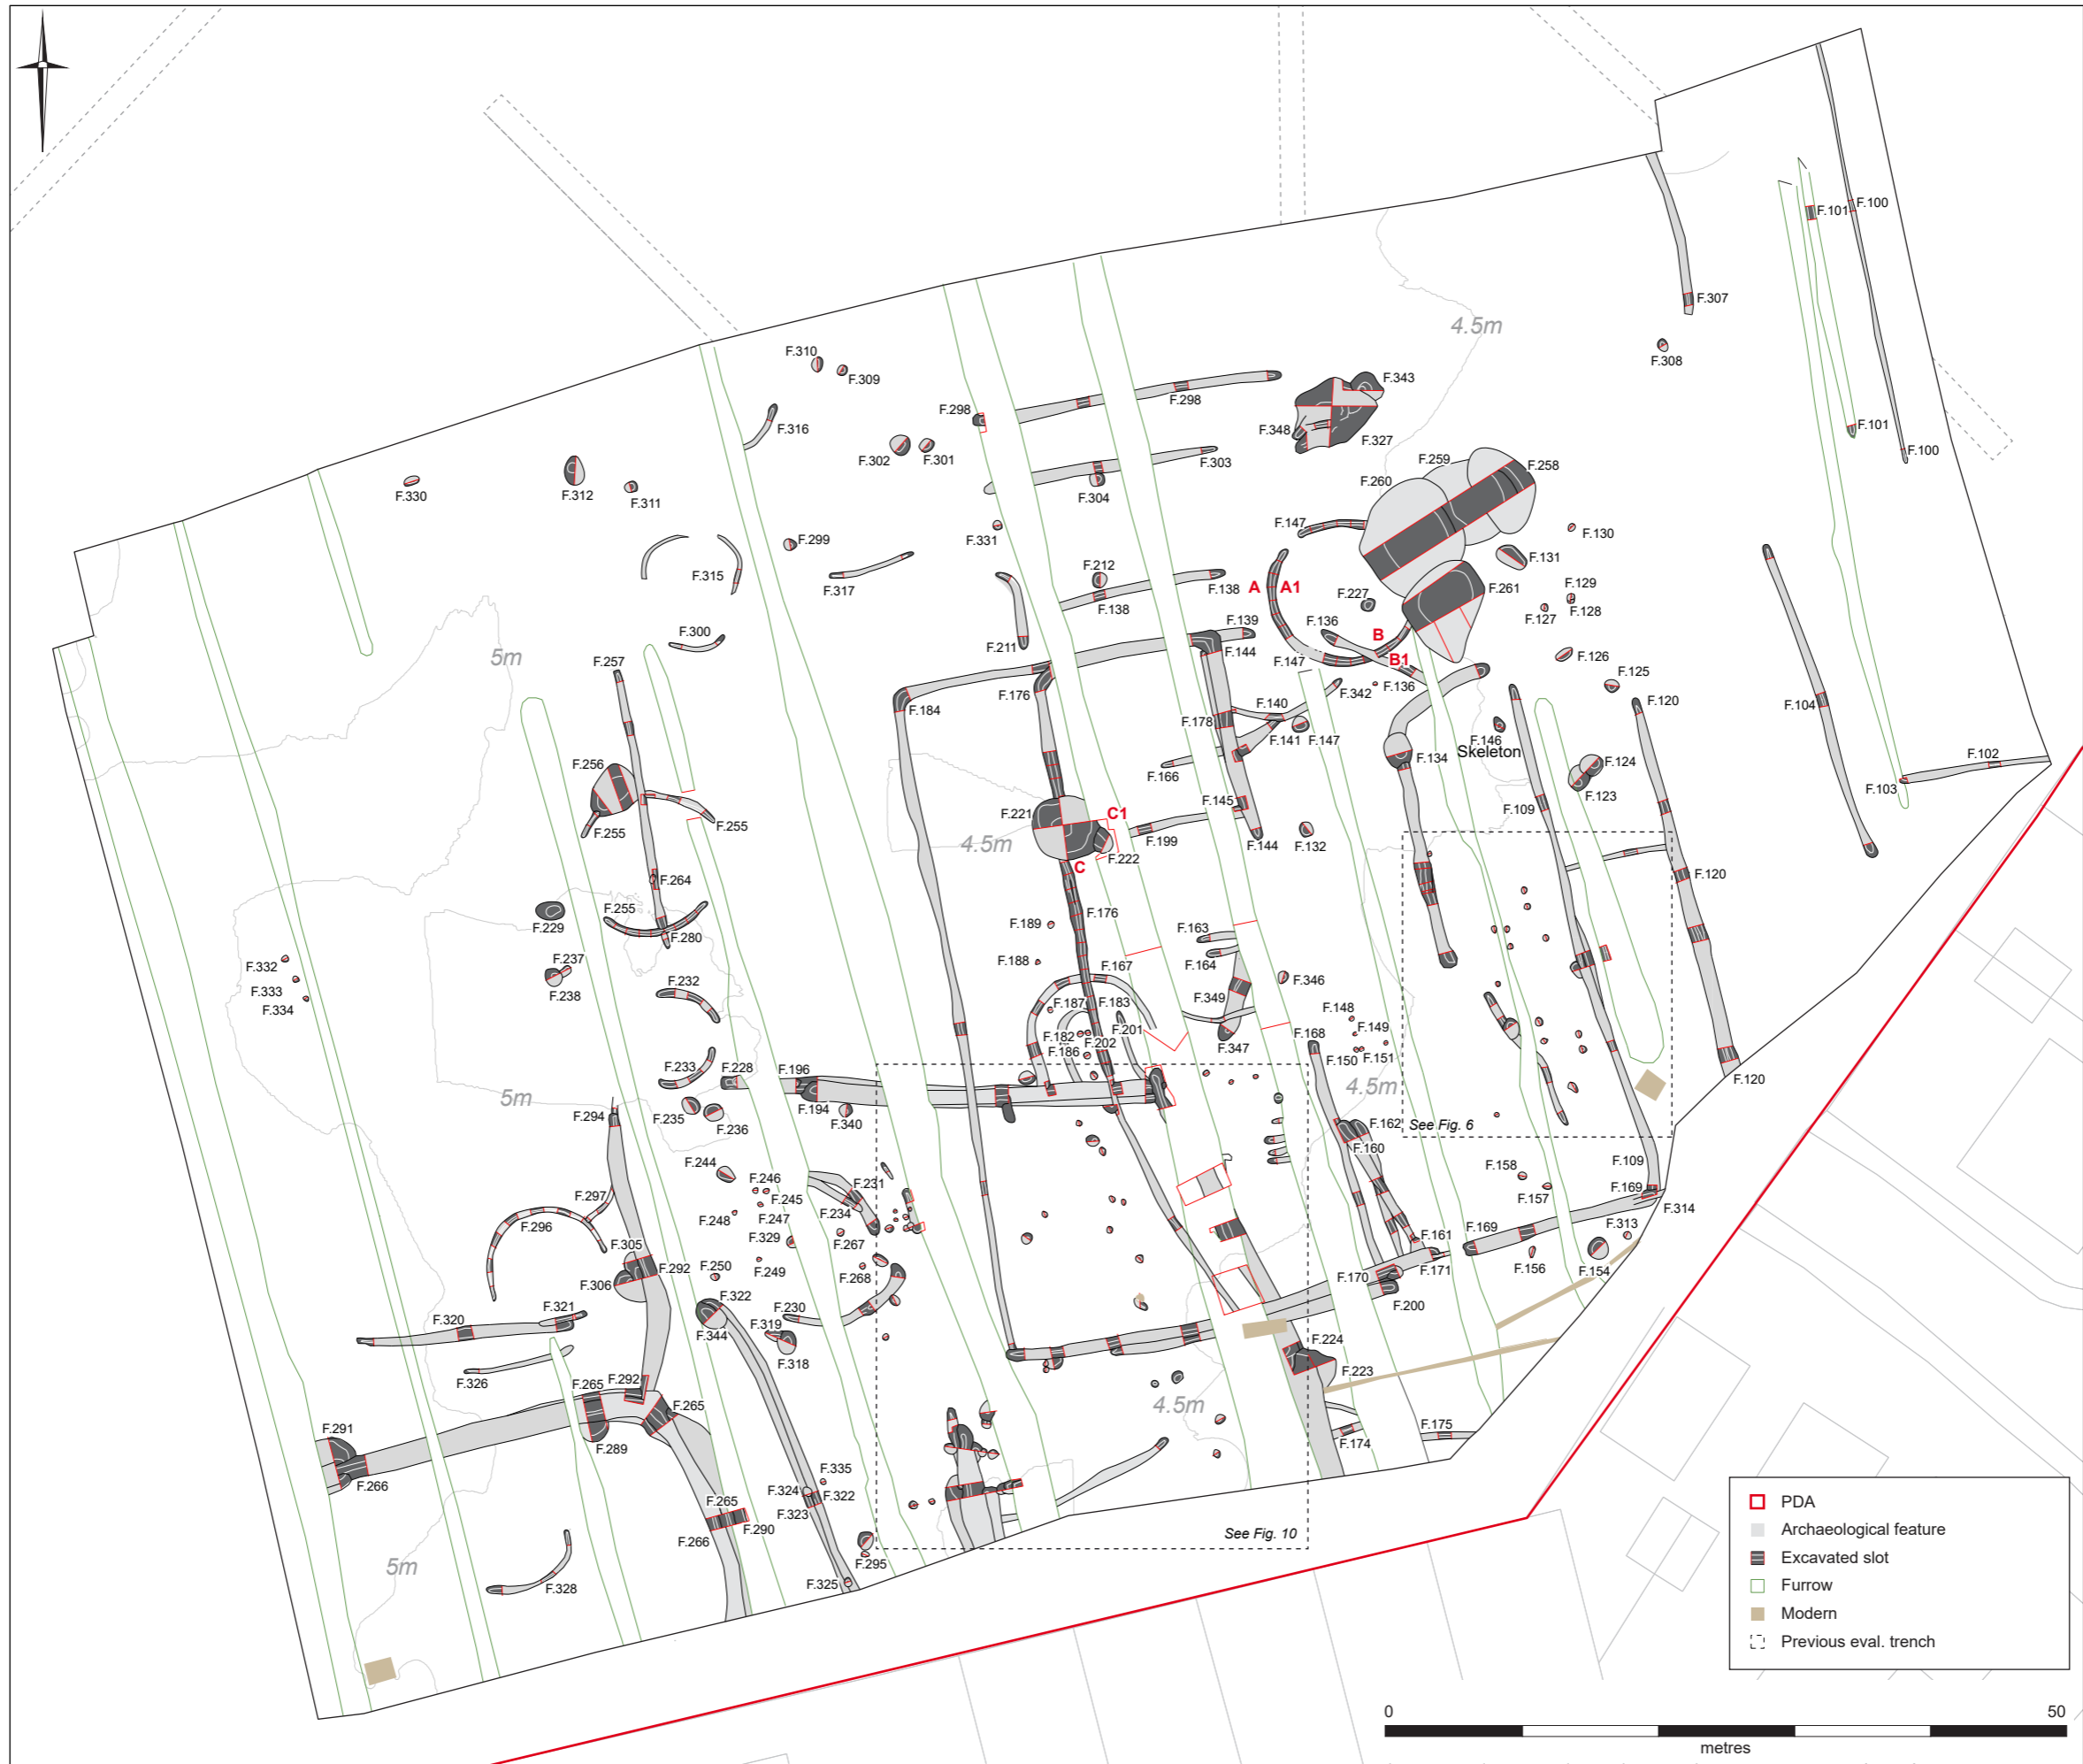 F.101
F.100
F.307
4.5m
F.308
F.310
F.309
F.343
F.298
F.298
F.316
F.348
F.327
F.101
F.302
F.301
F.303
F.100
F.259
F.258
F.330
F.312
F.311
F.304
F.260
F.147
F.331
F.130
F.299
F.131
F.315
F.317
F.212
A
A1
F.261
F.129
F.138
F.138
F.227
F.127
F.128
F.300
F.139
F.136
B
F.211
F.144
B1
F.126
5m
F.257
F.147
F.136
F.125
F.176
F.342
F.120
F.184
F.140
F.104
F.178
F.141
F.147
F.146
Skeleton
F.134
F.102
F.256
F.166
F.124
F.103
F.123
F.145
F.109
F.221
C1
F.255
F.255
4.5m
F.199
F.144
F.132
F.222
C
F.264
F.120
F.255
F.229
F.189
F.176
F.163
F.280
F.237
F.188
F.167
F.164
F.332
F.333
F.334
F.238
F.232
F.346
F.187
F.183
F.349
F.148
F.182
F.201
F.149
F.202
F.347
F.168
F.186
F.150
F.151
F.233
F.228
F.196
4.5m
F.120
5m
F.194
F.294
F.235
F.236
F.340
F.162
See Fig. 6
F.160
F.244
F.246
F.231
F.158
F.109
F.297
F.245
F.157
F.169
F.248
F.247
F.234
F.314
F.296
F.329
F.267
F.161
F.169
F.313
F.305
F.250
F.249
F.268
F.292
F.170
F.171
F.156
F.154
F.306
F.322
F.230
F.200
F.320
F.321
F.344
F.319
F.318
F.224
F.326
F.223
F.265
F.292
F.265
4.5m
F.291
F.175
F.289
F.174
F.335
F.266
F.324
F.322
F.265
F.323
F.290
F.266
See Fig. 10
5m
F.295
F.328
F.325
PDA
Archaeological feature
Excavated slot
Furrow
Modern
Previous eval. trench
0
50
metres